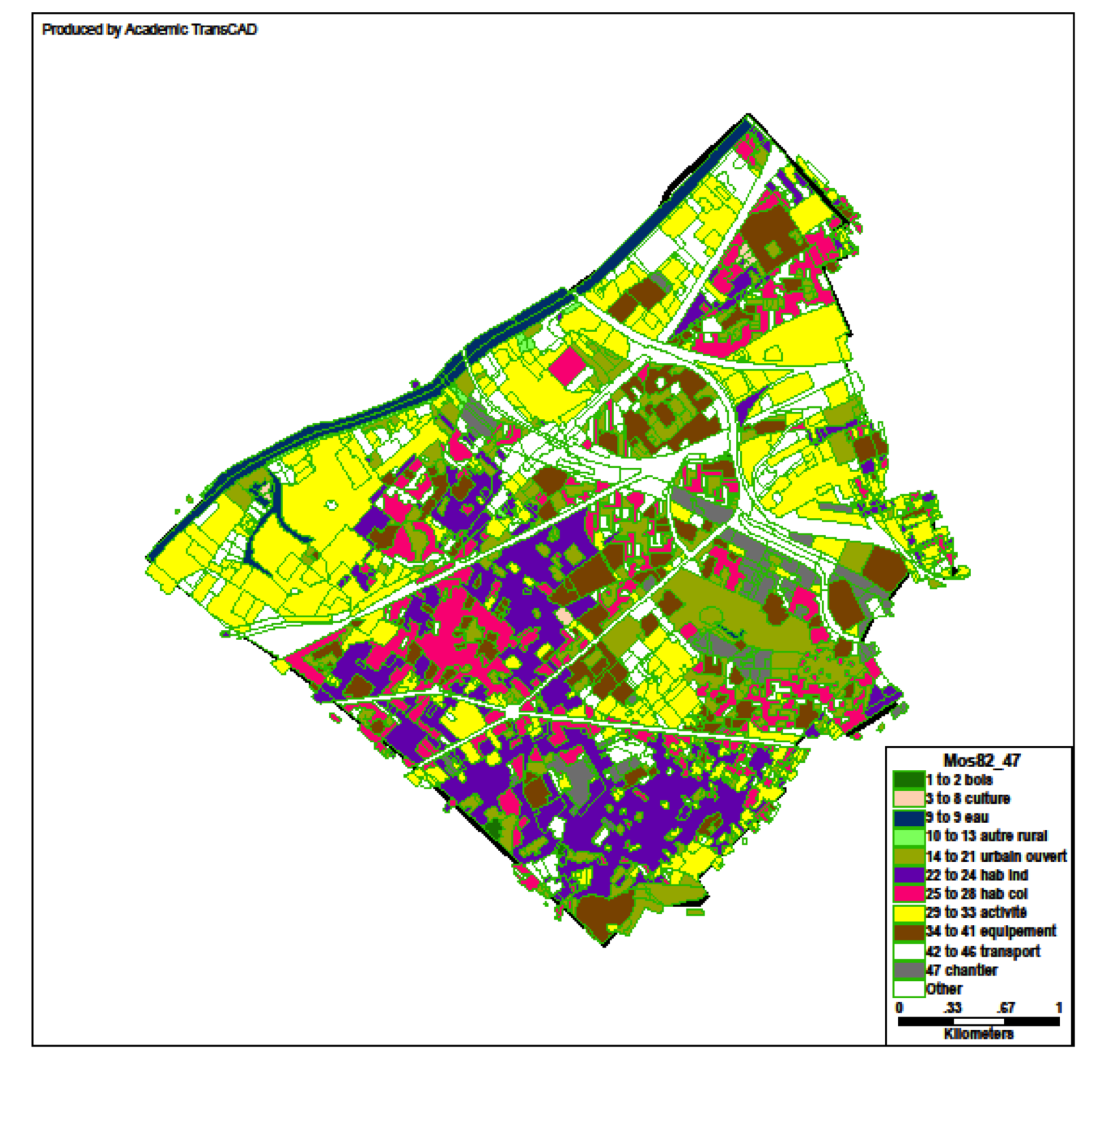 Produced by Academic TransCAD
Mos82_47
1 to 2 bois
3 to 8 culture
9 to 9 eau
10 to 13 autre rural
14 to 21 urbain ouvert
22 to 24 hab ind
25 to 28 hab col
29 to 33 activité
34 to 41 equipement
42 to 46 transport
47 chantier
Other
0 .33 .67 1
Kilometers